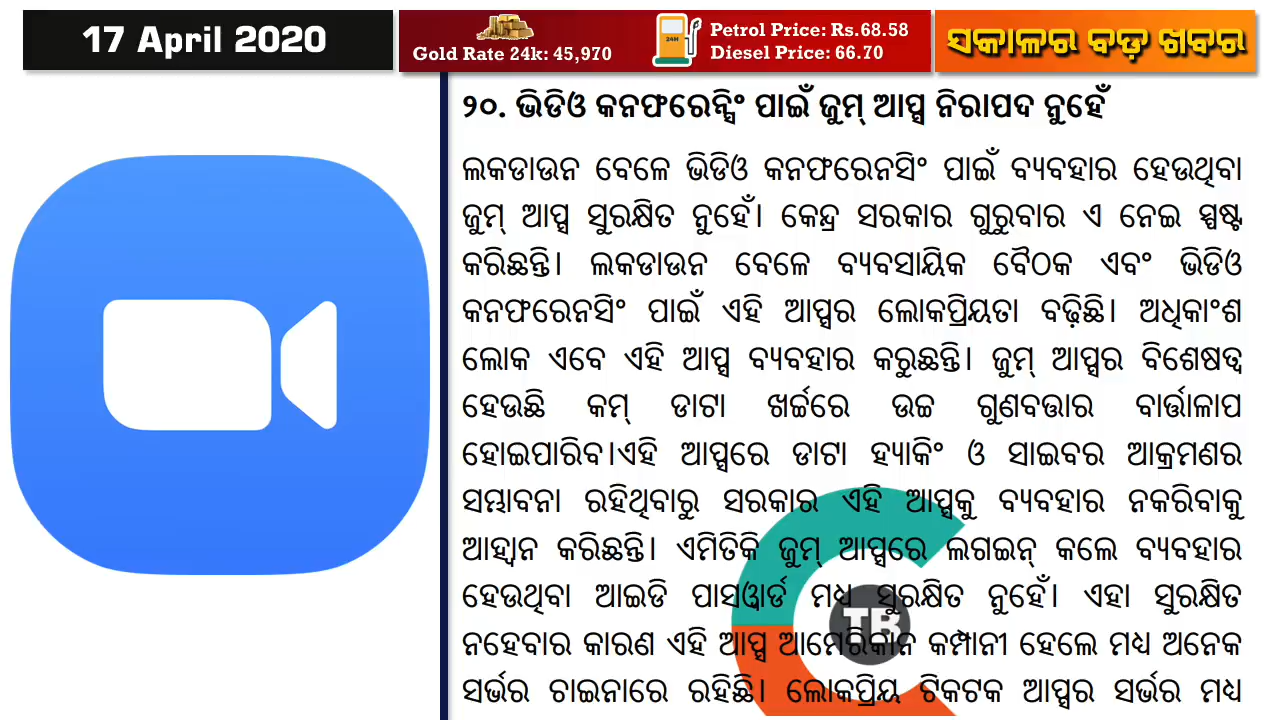 17 April 2020
Gold Rate 24k: 45,970
24H
Petrol Price: Rs.68.58
Diesel Price: 66.70
ସକାଳର ବଡ଼ ଖବର
୨୦. ଭିଡିଓ କନଫରେନ୍ସିଂ ପାଇଁ ଜୁମ୍ ଆପ୍ସ ନିରାପଦ ନୁହେଁ
ଲକଡାଉନ ବେଳେ ଭିଡିଓ କନଫରେନସିଂ ପାଇଁ ବ୍ୟବହାର ହେଉଥିବା
ଜୁମ୍ ଆପ୍ସ ସୁରକ୍ଷିତ ନୁହେଁ। କେନ୍ଦ୍ର ସରକାର ଗୁରୁବାର ଏ ନେଇ ସ୍ପଷ୍ଟ
କରିଛନ୍ତି। ଲକଡାଉନ ବେଳେ ବ୍ୟବସାୟିକ ବୈଠକ ଏବଂ ଭିଡିଓ
କନଫରେନସିଂ ପାଇଁ ଏହି ଆପ୍ସର ଲୋକପ୍ରିୟତା ବଢ଼ିଛି। ଅଧିକାଂଶ
ଲୋକ ଏବେ ଏହି ଆପ୍ସ ବ୍ୟବହାର କରୁଛନ୍ତି। ଜୁମ୍ ଆପ୍ସର ବିଶେଷତ୍ୱ
ହେଉଛି କମ୍ ଡାଟା ଖର୍ଚ୍ଚରେ ଉଚ୍ଚ ଗୁଣବତ୍ତାର ବାର୍ତ୍ତାଳାପ
ହୋଇପାରିବ।ଏହି ଆପ୍ସରେ ଡାଟା ହ୍ୟାକିଂ ଓ ସାଇବର ଆକ୍ରମଣର
ସମ୍ଭାବନା ରହିଥିବାରୁ ସରକାର ଏହି ଆପ୍ସକୁ ବ୍ୟବହାର ନକରିବାକୁ
ଆହ୍ୱାନ କରିଛନ୍ତି। ଏମିତିକି ଜୁମ୍ ଆପ୍ସରେ ଲଗଇନ୍ କଲେ ବ୍ୟବହାର
ହେଉଥିବା ଆଇଡି ପାସୱାର୍ଡ ମଧ୍ୟ ସୁରକ୍ଷିତ ନୁହେଁ। ଏହା ସୁରକ୍ଷିତ
ନହେବାର କାରଣ ଏହି ଆପ୍ସ ଆମେରିକାନ କମ୍ପାନୀ ହେଲେ ମଧ୍ୟ ଅନେକ
ସର୍ଭର ଚାଇନାରେ ରହିଛି। ଲୋକପ୍ରିୟ ଟିକଟକ ଆପ୍ସର ସର୍ଭର ମଧ୍ୟ
TB